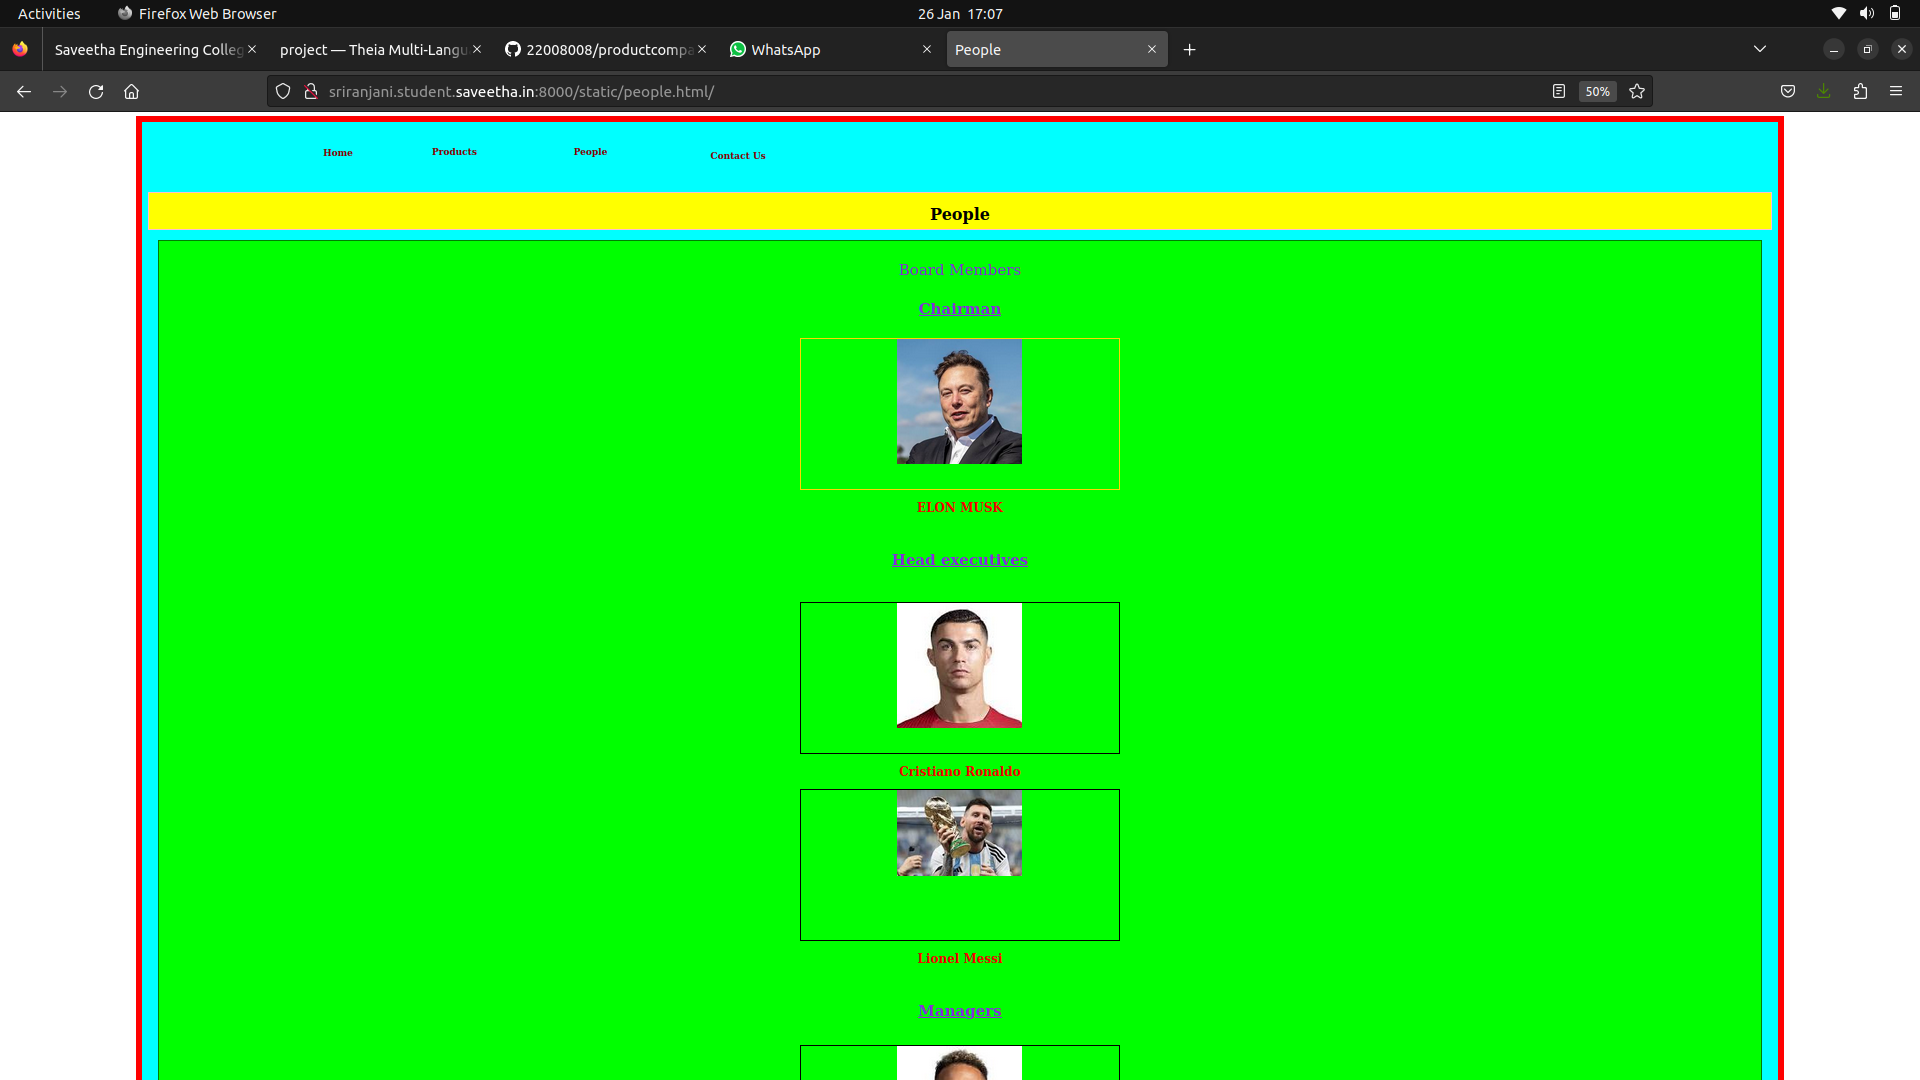 Activities Firefox Web Browser 26 Jan 17:07
Saveetha Engineering Colleg project — Theia Multi-Langu 22008008/productcompa WhatsApp People
sriranjani.student.saveetha.in:8000/static/people.html/ 50%
Home Products People Contact Us
People
Board Members
Chairman
ELON MUSK
Head executives
Cristiano Ronaldo
Lionel Messi
Managers